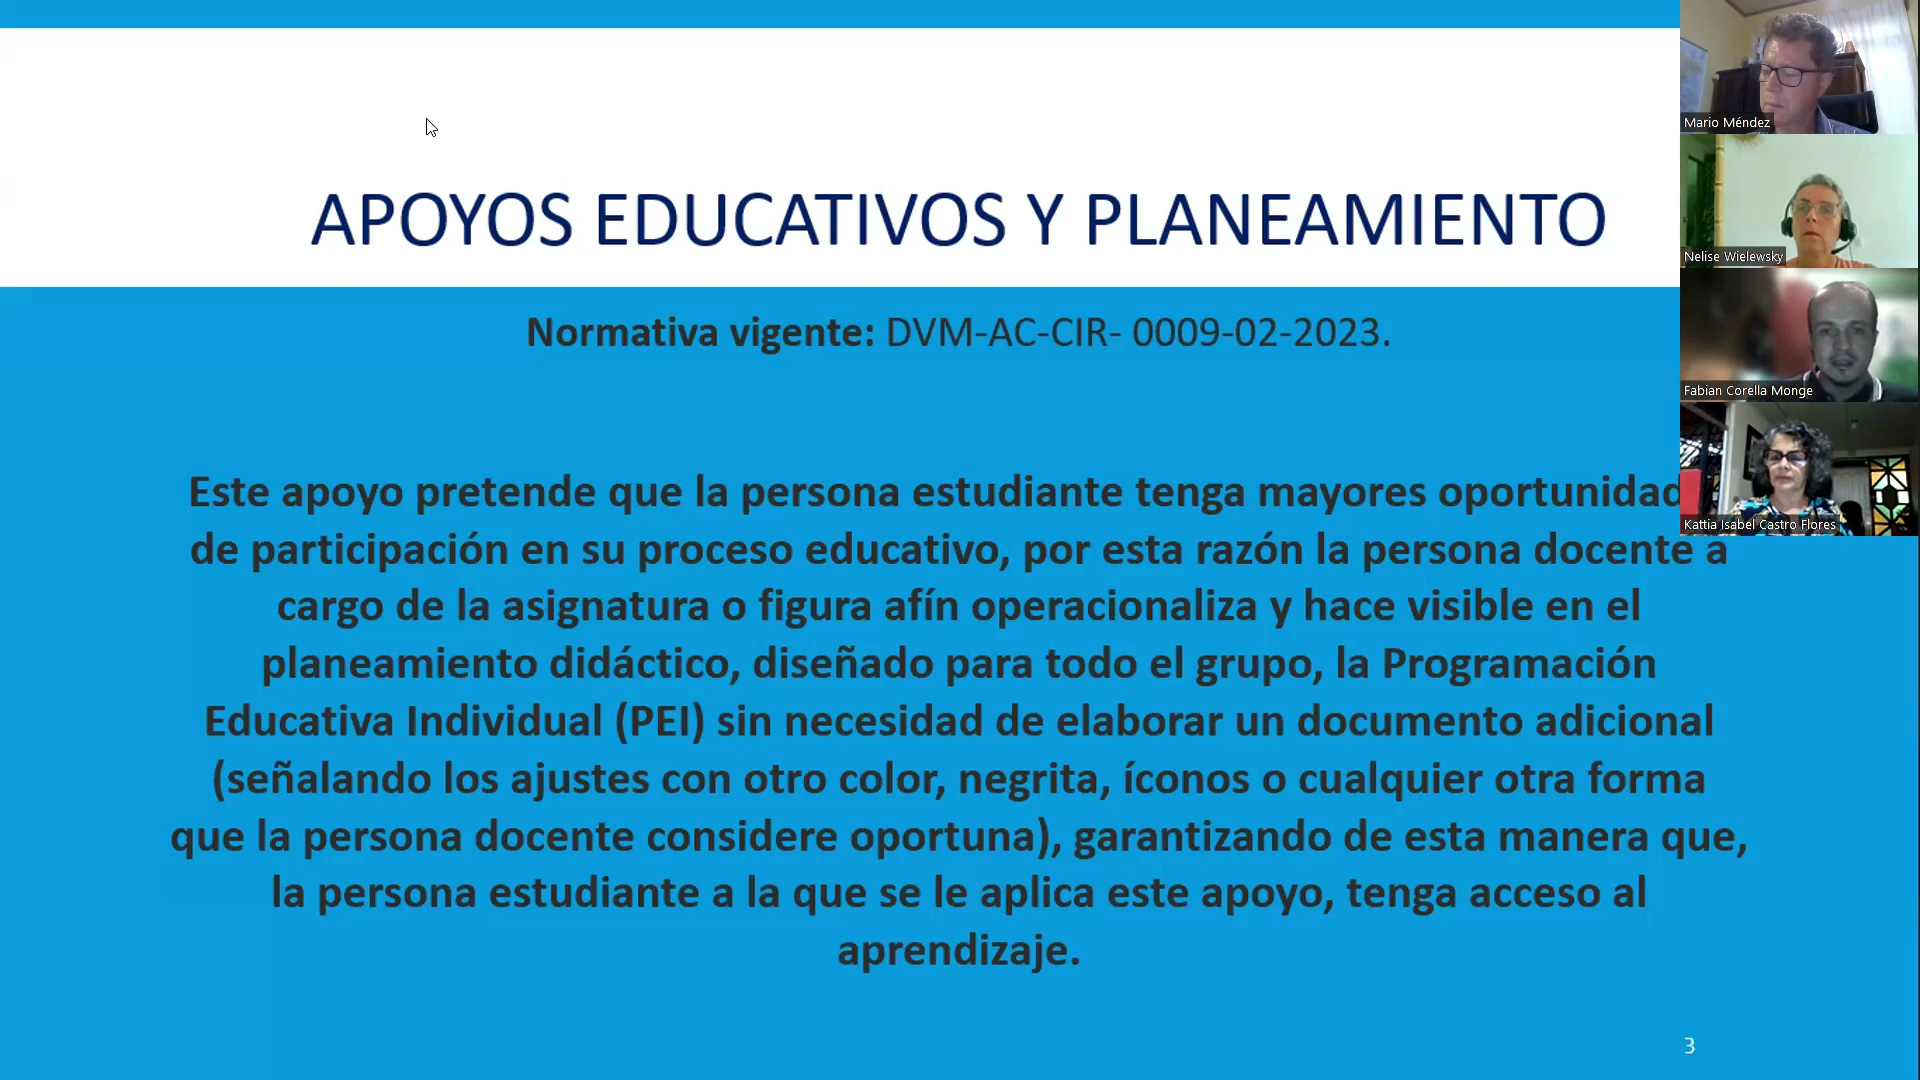 APOYOS EDUCATIVOS Y PLANEAMIENTO
Normativa vigente: DVM-AC-CIR- 0009-02-2023.
Este apoyo pretende que la persona estudiante tenga mayores
de participación en su proceso educativo, por esta razón la persona docente a
cargo de la asignatura o figura afín operacionaliza y hace visible en el
planeamiento didáctico, diseñado para todo el grupo, la Programación
Educativa Individual (PEI) sin necesidad de elaborar un documento adicional
(señalando los ajustes con otro color, negrita, íconos o cualquier otra forma
que la persona docente considere oportuna), garantizando de esta manera que,
la persona estudiante a la que se le aplica este apoyo, tenga acceso al
aprendizaje.
3
Mario Méndez
Nelise Wielewsky
Fabian Corella Monge
Kattia Isabel Castro Flores